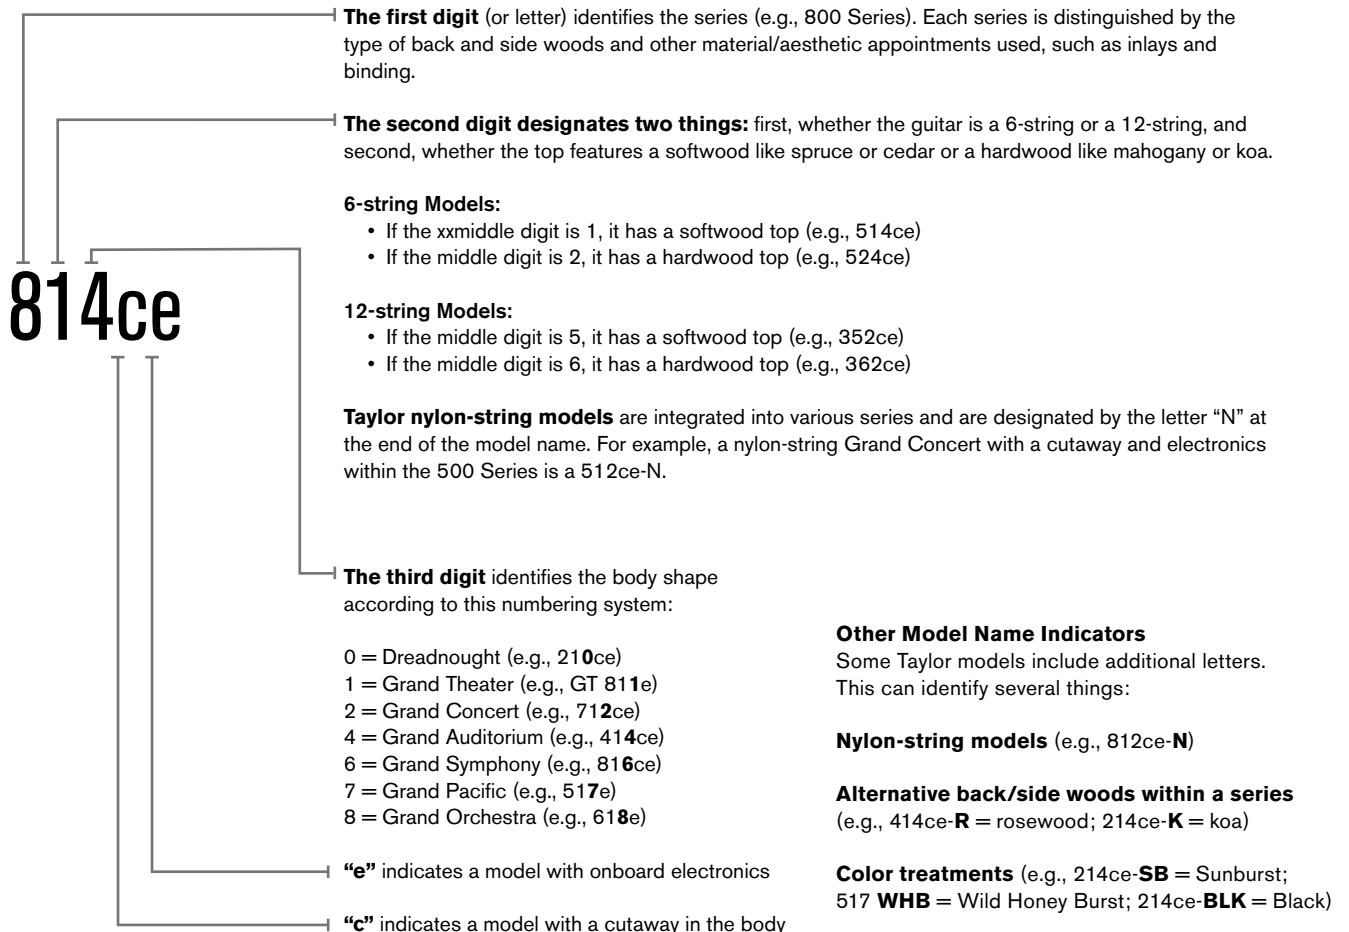 The first digit (or letter) identifies the series (e.g., 800 Series). Each series is distinguished by the
type of back and side woods and other material/aesthetic appointments used, such as inlays and
binding.
The second digit designates two things: first, whether the guitar is a 6-string or a 12-string, and
second, whether the top features a softwood like spruce or cedar or a hardwood like mahogany or koa.
6-string Models:
• If the xxmiddle digit is 1, it has a softwood top (e.g., 514ce)
• If the middle digit is 2, it has a hardwood top (e.g., 524ce)
814ce
12-string Models:
• If the middle digit is 5, it has a softwood top (e.g., 352ce)
• If the middle digit is 6, it has a hardwood top (e.g., 362ce)
Taylor nylon-string models are integrated into various series and are designated by the letter “N” at
the end of the model name. For example, a nylon-string Grand Concert with a cutaway and electronics
within the 500 Series is a 512ce-N.
The third digit identifies the body shape
according to this numbering system:
0 = Dreadnought (e.g., 210ce)
1 = Grand Theater (e.g., GT 811e)
2 = Grand Concert (e.g., 712ce)
4 = Grand Auditorium (e.g., 414ce)
6 = Grand Symphony (e.g., 816ce)
7 = Grand Pacific (e.g., 517e)
8 = Grand Orchestra (e.g., 618e)
“e” indicates a model with onboard electronics
“c” indicates a model with a cutaway in the body
Other Model Name Indicators
Some Taylor models include additional letters.
This can identify several things:
Nylon-string models (e.g., 812ce-N)
Alternative back/side woods within a series
(e.g., 414ce-R = rosewood; 214ce-K = koa)
Color treatments (e.g., 214ce-SB = Sunburst;
517 WHB = Wild Honey Burst; 214ce-BLK = Black)